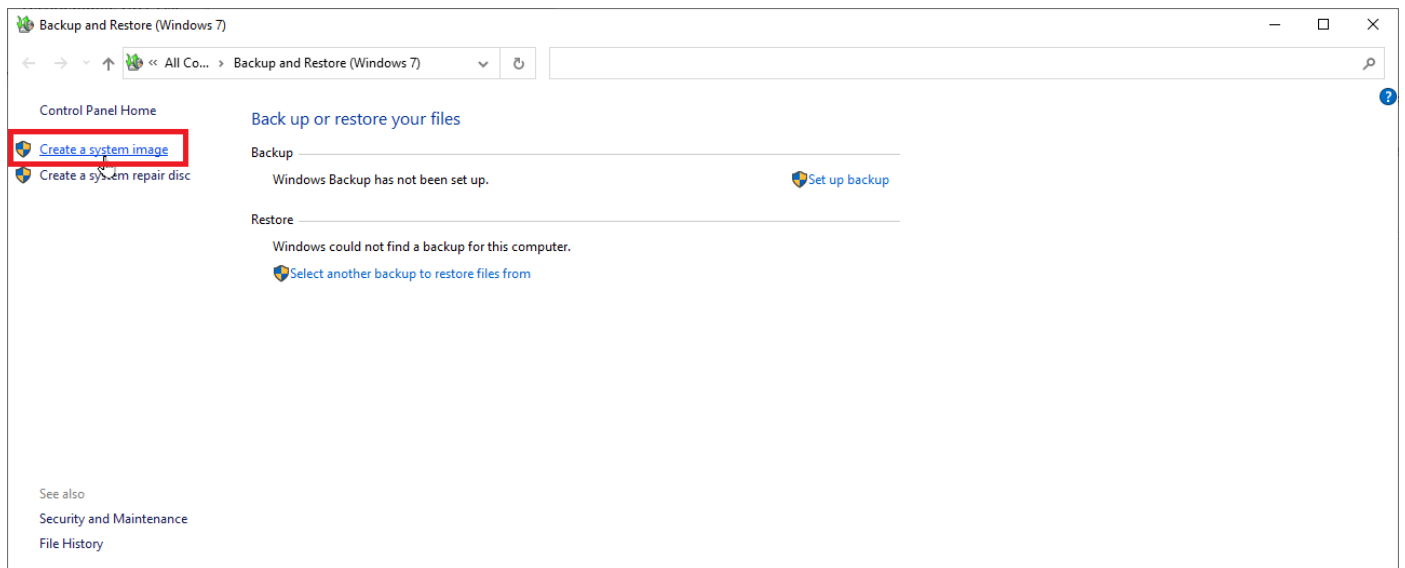 Backup and Restore (Windows 7)
« All Co... › Backup and Restore (Windows 7)
Control Panel Home
Create a system image
Create a system repair disc
Back up or restore your files
Backup
Windows Backup has not been set up.
Set up backup
Restore
Windows could not find a backup for this computer.
Select another backup to restore files from
See also
Security and Maintenance
File History